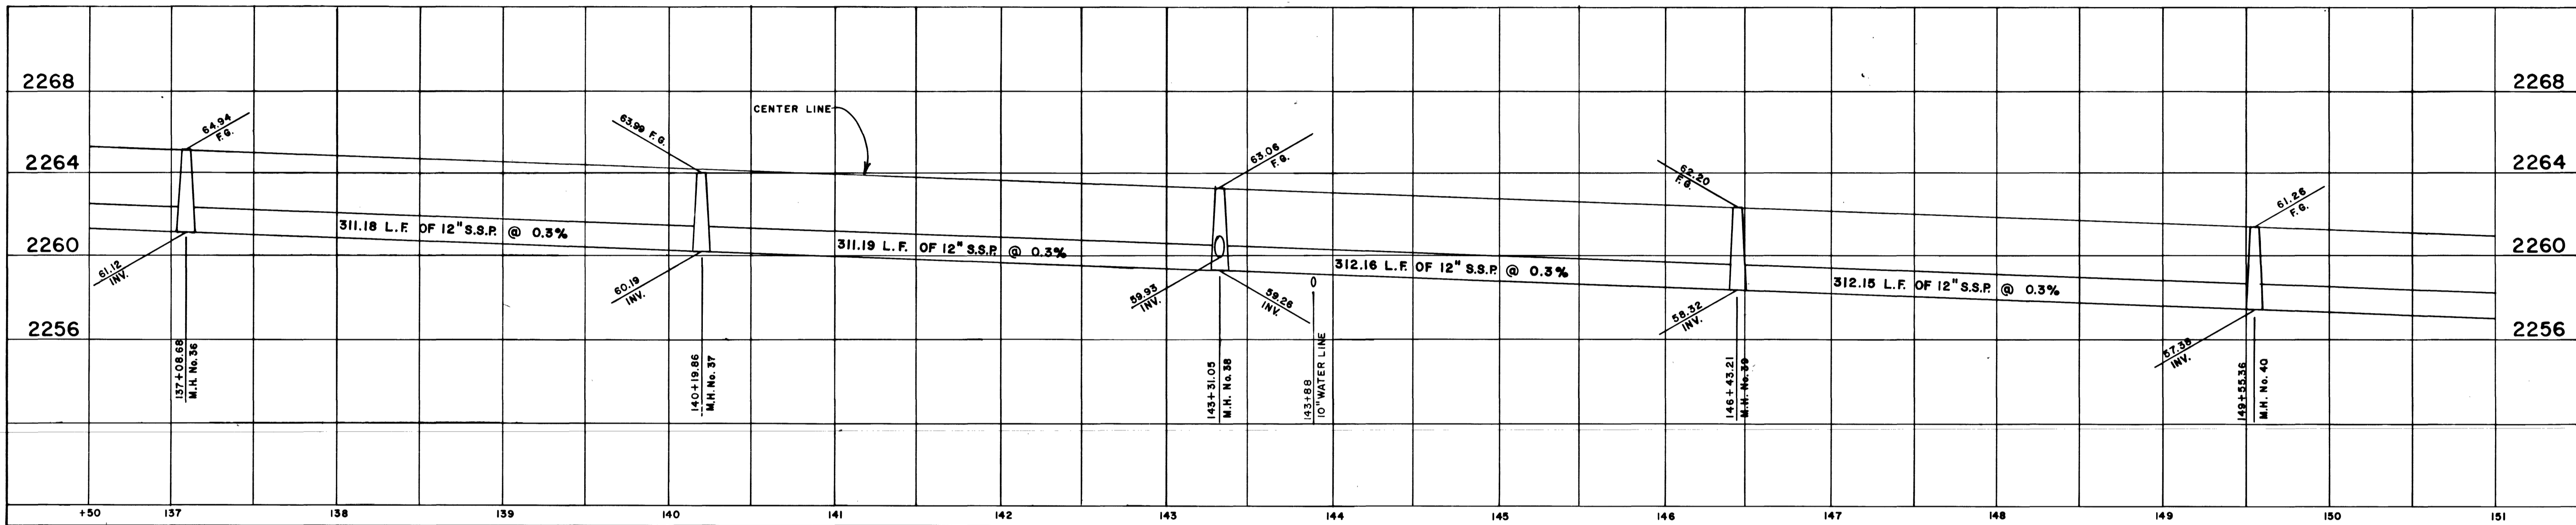 2268
2268
64.94
F.G.
63.99 F.G.
CENTER LINE
63.06
F.G.
62.20
F.G.
61.26
F.G.
2264
2264
311.18 L.F. OF 12" S.S.P. @ 0.3%
311.19 L.F. OF 12" S.S.P. @ 0.3%
312.16 L.F. OF 12" S.S.P. @ 0.3%
312.15 L.F. OF 12" S.S.P. @ 0.3%
2260
2260
61.12
INV.
60.19
INV.
59.93
INV.
59.26
INV.
58.32
INV.
57.38
INV.
2256
2256
137+08.68
M.H. No. 36
140+19.86
M.H. No. 37
143+31.05
M.H. No. 38
143+88
10" WATER LINE
146+43.21
M.H. No. 39
149+55.36
M.H. No. 40
+50 137 138 139 140 141 142 143 144 145 146 147 148 149 150 151